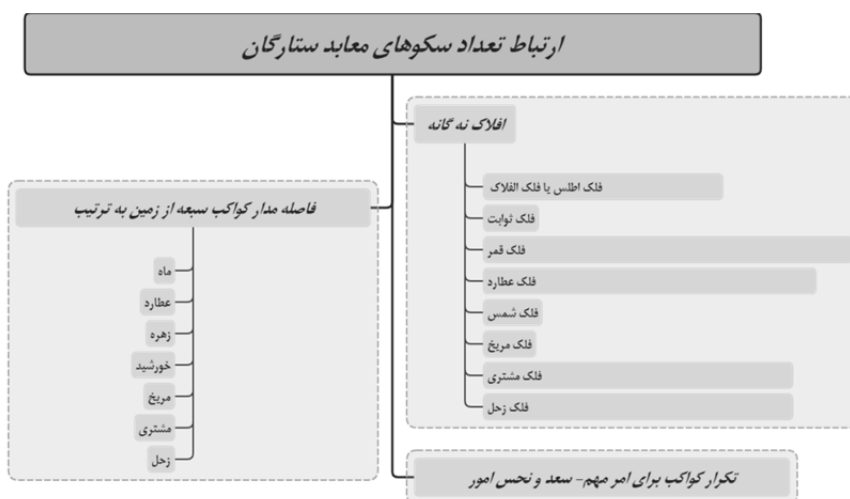 ارتباط تعداد سکوهای معابد ستارگان
افلاک نه گانه
فلک اطلس یا فلک الفلاک
فلک ثوابت
فلک قمر
فلک عطارد
فلک شمس
فلک مریخ
فلک مشتری
فلک زحل
فاصله مدار کواکب سبعه از زمین به ترتیب
ماه
عطارد
زهره
خورشید
مریخ
مشتری
زحل
تکرار کواکب برای امر مهم- سعد و نحس امور